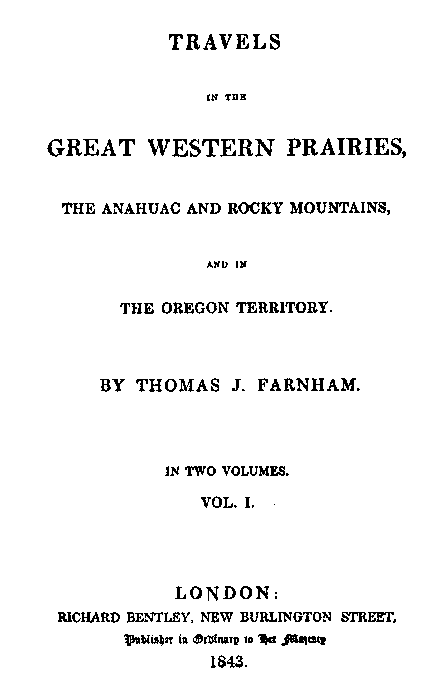 TRAVELS
IN THE
GREAT WESTERN PRAIRIES,
THE ANAHUAC AND ROCKY MOUNTAINS,
AND IN
THE OREGON TERRITORY.
BY THOMAS J. FARNHAM.
IN TWO VOLUMES.
VOL. I.
LONDON:
RICHARD BENTLEY, NEW BURLINGTON STREET,
Publisher in Ordinary to Her Majesty
1843.